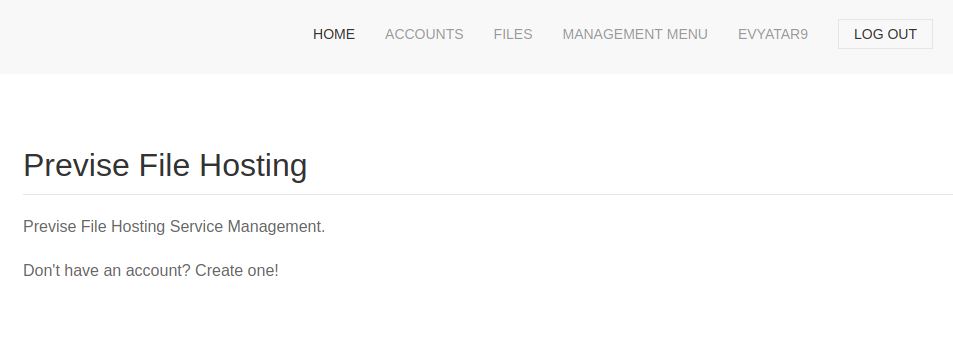 HOME ACCOUNTS FILES MANAGEMENT MENU EVYATAR9 LOG OUT
Previse File Hosting
Previse File Hosting Service Management.
Don't have an account? Create one!